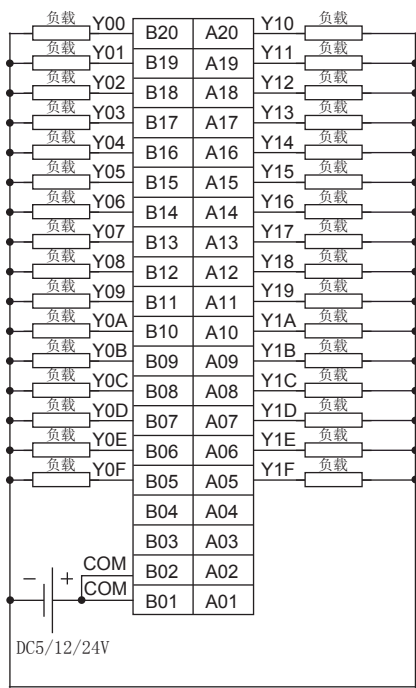 负载 Y00 B20 A20 Y10 负载
负载 Y01 B19 A19 Y11 负载
负载 Y02 B18 A18 Y12 负载
负载 Y03 B17 A17 Y13 负载
负载 Y04 B16 A16 Y14 负载
负载 Y05 B15 A15 Y15 负载
负载 Y06 B14 A14 Y16 负载
负载 Y07 B13 A13 Y17 负载
负载 Y08 B12 A12 Y18 负载
负载 Y09 B11 A11 Y19 负载
负载 Y0A B10 A10 Y1A 负载
负载 Y0B B09 A09 Y1B 负载
负载 Y0C B08 A08 Y1C 负载
负载 Y0D B07 A07 Y1D 负载
负载 Y0E B06 A06 Y1E 负载
负载 Y0F B05 A05 Y1F 负载
B04 A04
B03 A03
− + COM B02 A02
COM B01 A01
DC5/12/24V